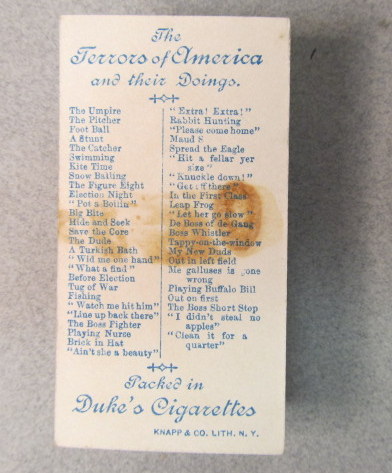 The
Terrors of America
and their Doings.
The Umpire
The Pitcher
Foot Ball
A Stunt
The Catcher
Swimming
Kite Time
Snow Balling
The Figure Eight
Election Night
"Pot a Boilin"
Big Bite
Hide and Seek
Save the Core
The Dude
A Turkish Bath
"Wid me one hand"
"What a find"
Before Election
Tug of War
Fishing
"Watch me hit him"
"Line up back there"
The Boss Fighter
Playing Nurse
Brick in Hat
"Ain't she a beauty"
"Extra! Extra!"
Rabbit Hunting
"Please come home"
Maud S
Spread the Eagle
"Hit a fellar yer
size"
"Knuckle down!"
"Get off there"
In the First Class
Leap Frog
"Let her go slow"
De Boss of de Gang
Boss Whistler
Tappy-on-the-window
My New Duds
Out in left field
Me galluses is gone
wrong
Playing Buffalo Bill
Out on first
The Boss Short Stop
"I didn't steal no
apples"
"Clean it for a
quarter"
Packed in
Duke's Cigarettes
KNAPP & CO. LITH. N. Y.